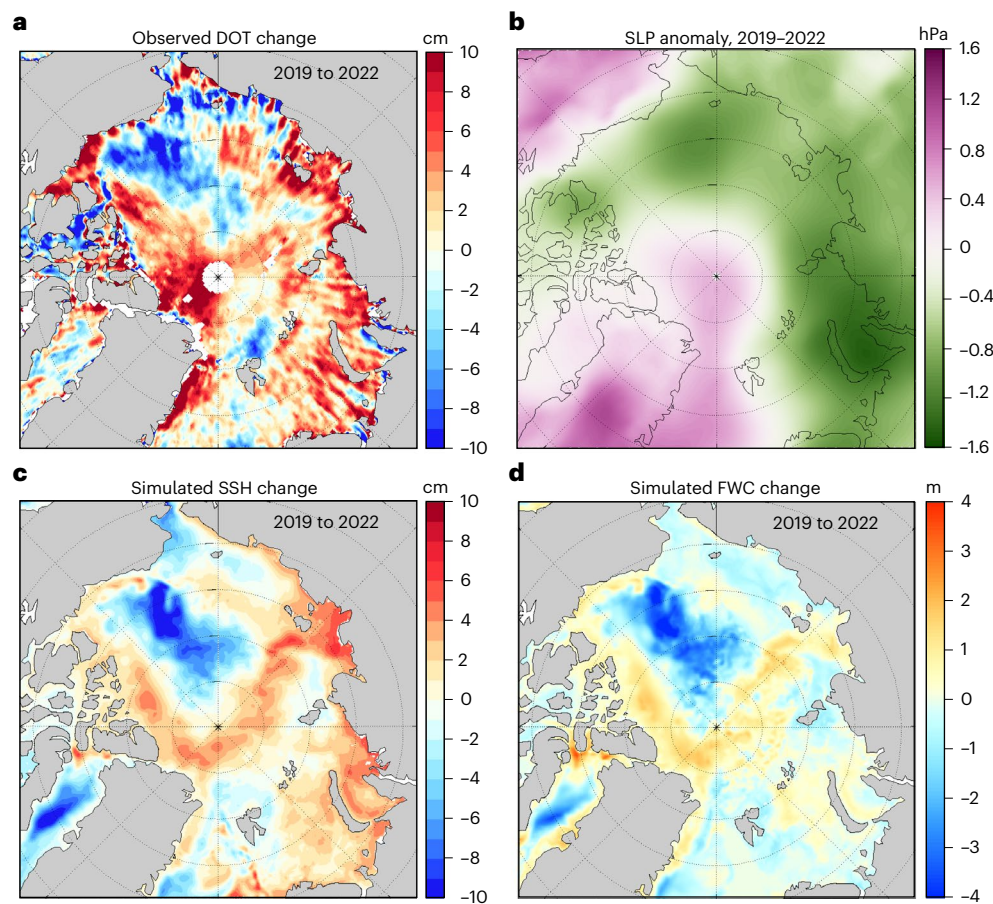 a
Observed DOT change
cm
2019 to 2022
10
8
6
4
2
0
−2
−4
−6
−8
−10
b
SLP anomaly, 2019–2022
hPa
1.6
1.2
0.8
0.4
0
−0.4
−0.8
−1.2
−1.6
c
Simulated SSH change
cm
2019 to 2022
10
8
6
4
2
0
−2
−4
−6
−8
−10
d
Simulated FWC change
m
2019 to 2022
4
3
2
1
0
−1
−2
−3
−4